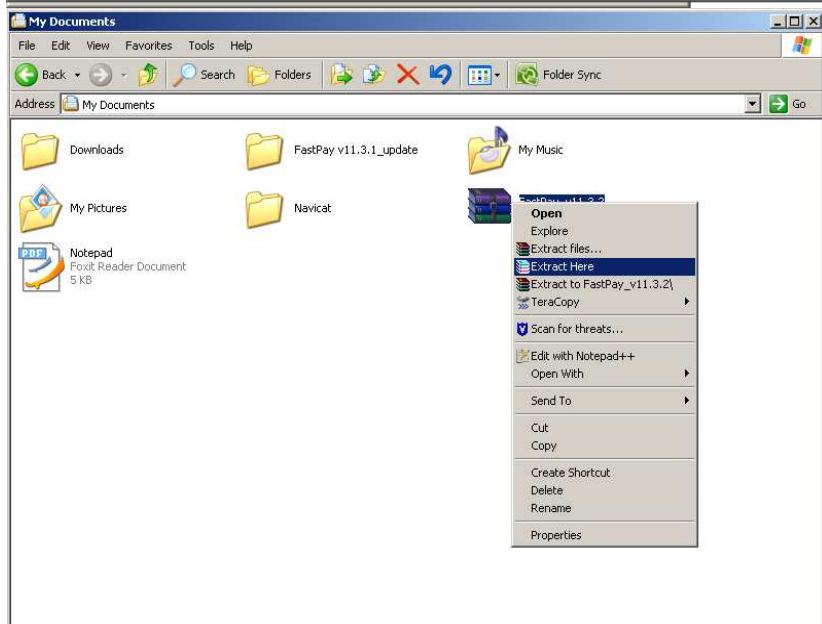 My Documents
File Edit View Favorites Tools Help
Back Search Folders Folder Sync
Address My Documents Go
Downloads FastPay v11.3.1_update My Music
My Pictures Navicat FastPay_v11.3.2
Notepad
Foxit Reader Document
5 KB
Open
Explore
Extract files...
Extract Here
Extract to FastPay_v11.3.2\
TeraCopy
Scan for threats...
Edit with Notepad++
Open With
Send To
Cut
Copy
Create Shortcut
Delete
Rename
Properties